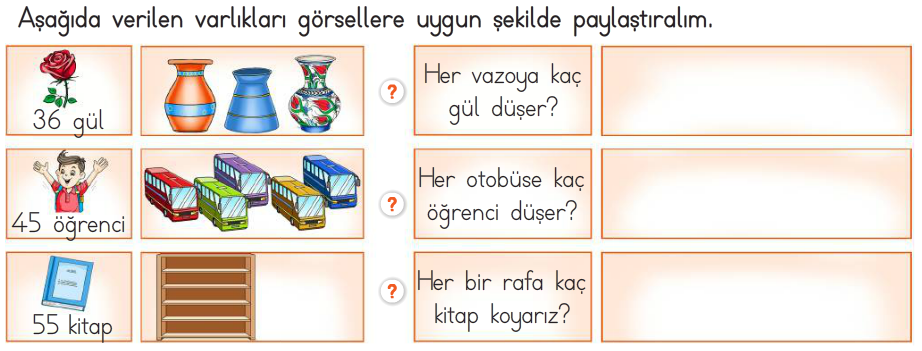 Aşağıda verilen varlıkları görsellere uygun şekilde paylaştıralım.
36 gül
?
Her vazoya kaç
gül düşer?
45 öğrenci
?
Her otobüse kaç
öğrenci düşer?
55 kitap
?
Her bir rafa kaç
kitap koyarız?